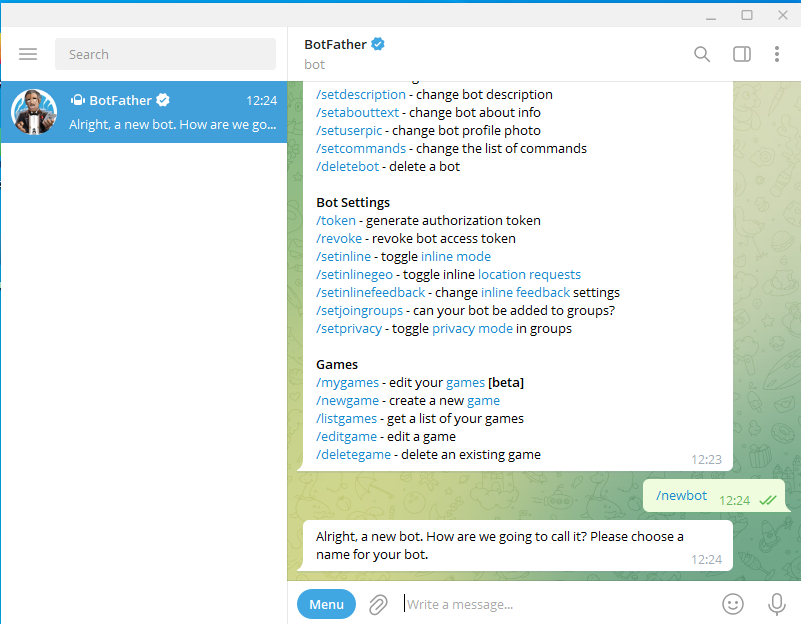 BotFather
bot
Search
BotFather 12:24
Alright, a new bot. How are we go...
/setdescription - change bot description
/setabouttext - change bot about info
/setuserpic - change bot profile photo
/setcommands - change the list of commands
/deletebot - delete a bot
Bot Settings
/token - generate authorization token
/revoke - revoke bot access token
/setinline - toggle inline mode
/setinlinegeo - toggle inline location requests
/setinlinefeedback - change inline feedback settings
/setjoingroups - can your bot be added to groups?
/setprivacy - toggle privacy mode in groups
Games
/mygames - edit your games [beta]
/newgame - create a new game
/listgames - get a list of your games
/editgame - edit a game
/deletegame - delete an existing game
12:23
/newbot 12:24
Alright, a new bot. How are we going to call it? Please choose a
name for your bot.
12:24
Menu
Write a message...